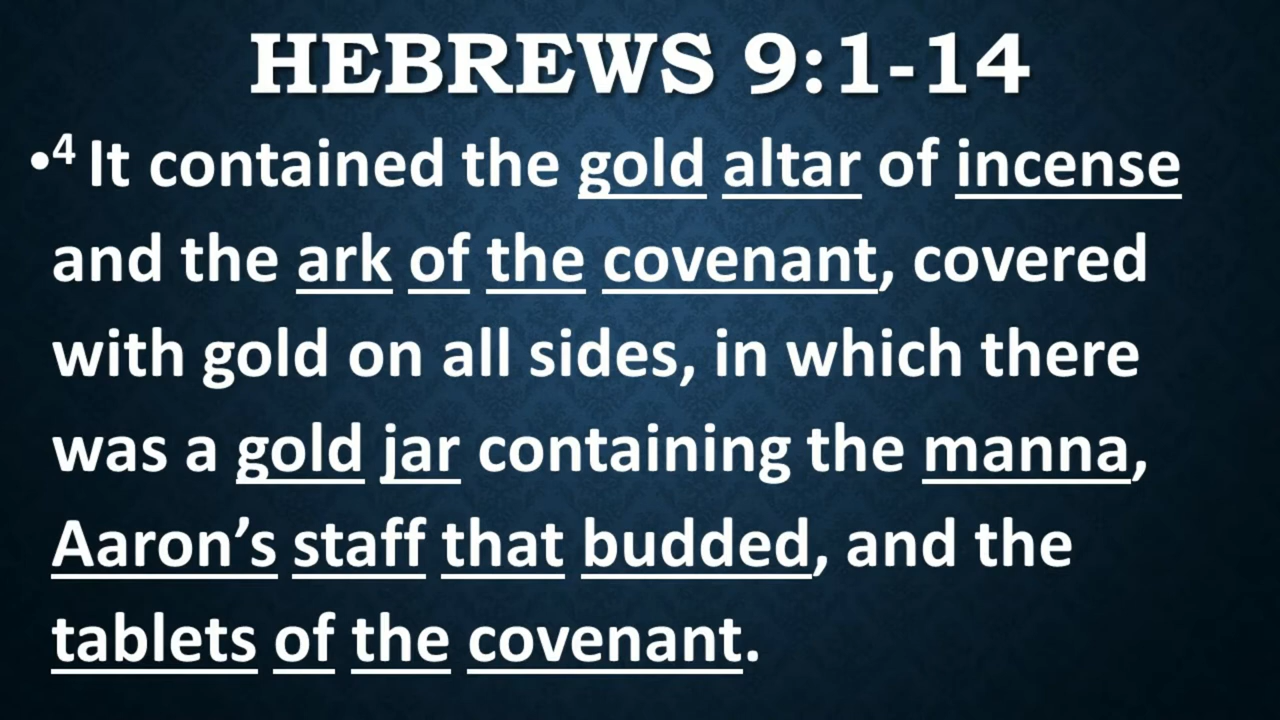 HEBREWS 9:1-14
•⁴ It contained the gold altar of incense
and the ark of the covenant, covered
with gold on all sides, in which there
was a gold jar containing the manna,
Aaron’s staff that budded, and the
tablets of the covenant.